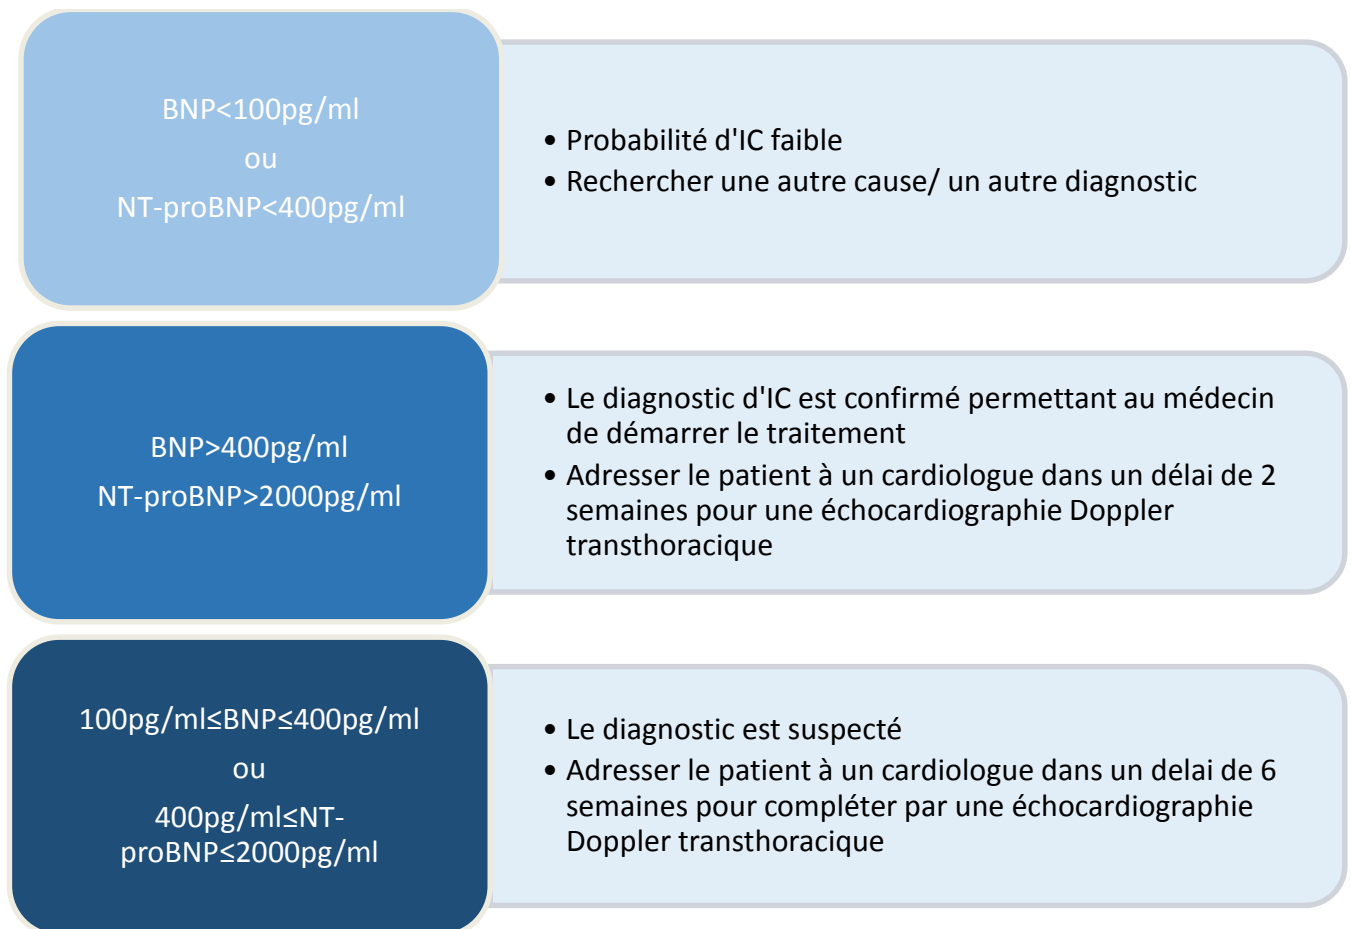 BNP<100pg/ml
ou
NT-proBNP<400pg/ml
• Probabilité d'IC faible
• Rechercher une autre cause/ un autre diagnostic
BNP>400pg/ml
NT-proBNP>2000pg/ml
• Le diagnostic d'IC est confirmé permettant au médecin
de démarrer le traitement
• Adresser le patient à un cardiologue dans un délai de 2
semaines pour une échocardiographie Doppler
transthoracique
100pg/ml≤BNP≤400pg/ml
ou
400pg/ml≤NT-
proBNP≤2000pg/ml
• Le diagnostic est suspecté
• Adresser le patient à un cardiologue dans un delai de 6
semaines pour compléter par une échocardiographie
Doppler transthoracique